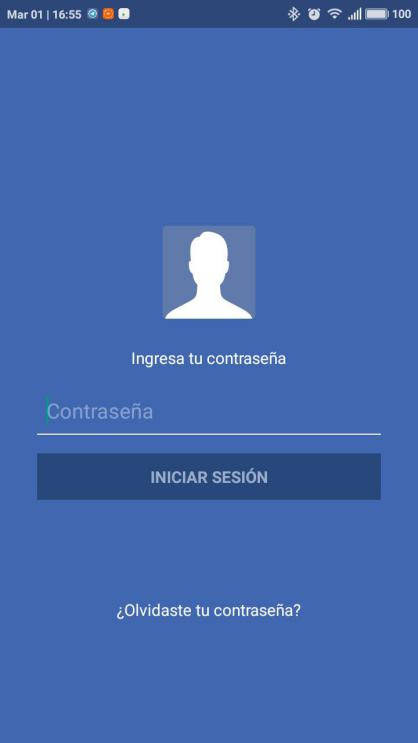 Mar 01 | 16:55 100
Ingresa tu contraseña
Contraseña
INICIAR SESIÓN
¿Olvidaste tu contraseña?